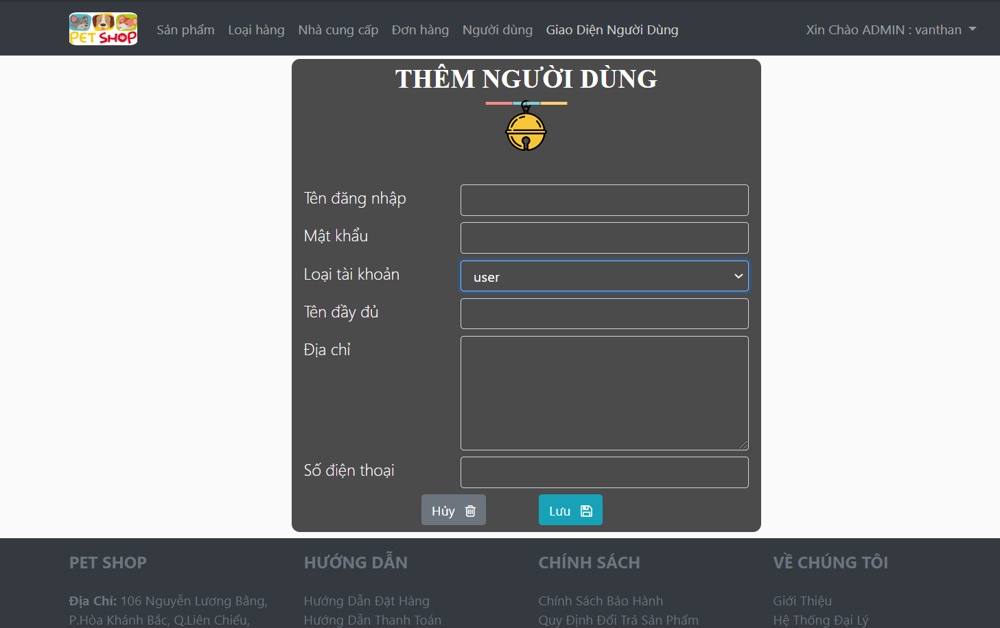 PET SHOP
Sản phẩm Loại hàng Nhà cung cấp Đơn hàng Người dùng Giao Diện Người Dùng Xin Chào ADMIN : vanthan
THÊM NGƯỜI DÙNG
Tên đăng nhập
Mật khẩu
Loại tài khoản user
Tên đầy đủ
Địa chỉ
Số điện thoại
Hủy Lưu
PET SHOP
Địa Chỉ: 106 Nguyễn Lương Bằng,
P.Hòa Khánh Bắc, Q.Liên Chiểu,
HƯỚNG DẪN
Hướng Dẫn Đặt Hàng
Hướng Dẫn Thanh Toán
CHÍNH SÁCH
Chính Sách Bảo Hành
Quy Định Đổi Trả Sản Phẩm
VỀ CHÚNG TÔI
Giới Thiệu
Hệ Thống Đại Lý